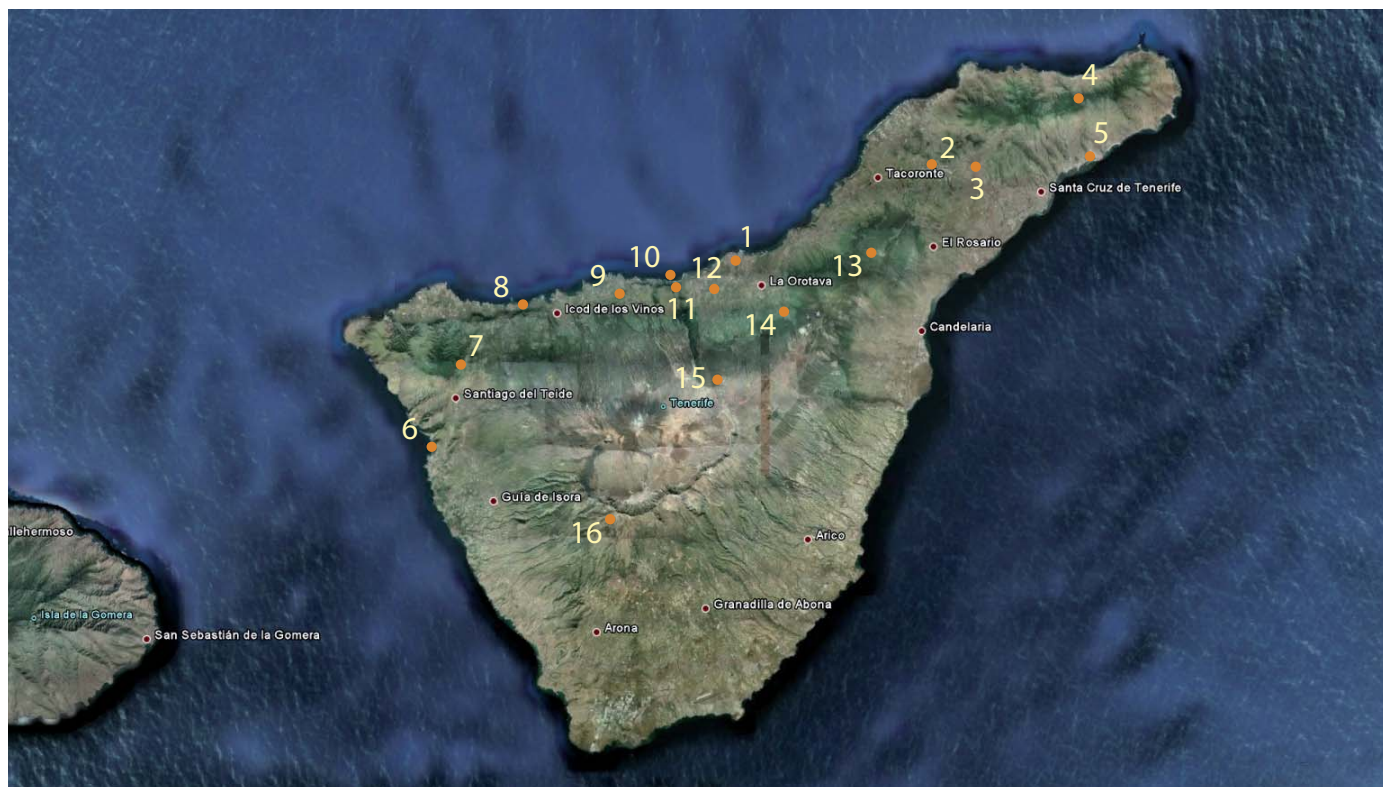 4
5
2
Tacoronte
3
Santa Cruz de Tenerife
1
El Rosario
10
12
13
9
La Orotava
8
11
Icod de los Vinos
14
Candelaria
7
15
Santiago del Teide
Tenerife
6
Guía de Isora
16
Arico
llehermoso
Granadilla de Abona
Isla de la Gomera
Arona
San Sebastián de la Gomera